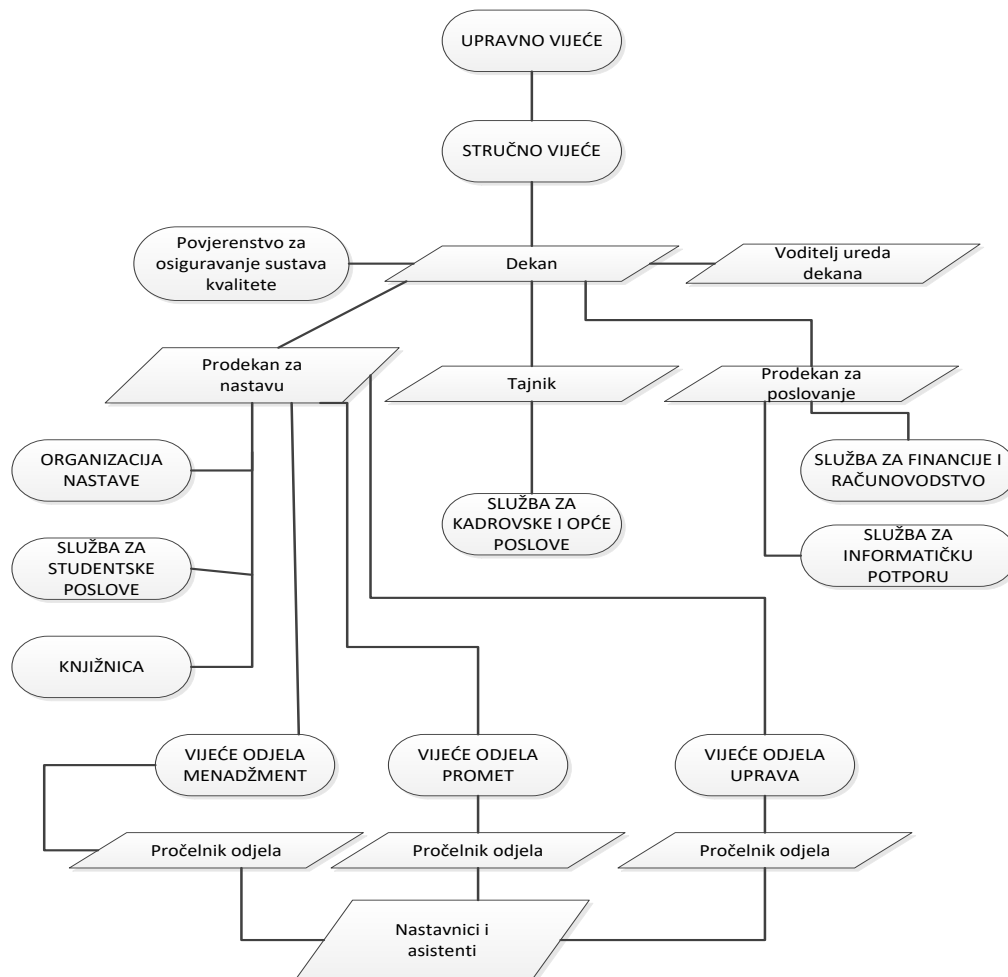 UPRAVNO VIJEĆE
STRUČNO VIJEĆE
Povjerenstvo za
osiguravanje sustava
kvalitete
Dekan
Voditelj ureda
dekana
Prodekan za
nastavu
Tajnik
Prodekan za
poslovanje
ORGANIZACIJA
NASTAVE
SLUŽBA ZA FINANCIJE I
RAČUNOVODSTVO
SLUŽBA ZA
KADROVSKE I OPĆE
POSLOVE
SLUŽBA ZA
STUDENTSKE
POSLOVE
SLUŽBA ZA
INFORMATIČKU
POTPORU
KNJIŽNICA
VIJEĆE ODJELA
MENADŽMENT
VIJEĆE ODJELA
PROMET
VIJEĆE ODJELA
UPRAVA
Pročelnik odjela
Pročelnik odjela
Pročelnik odjela
Nastavnici i
asistenti